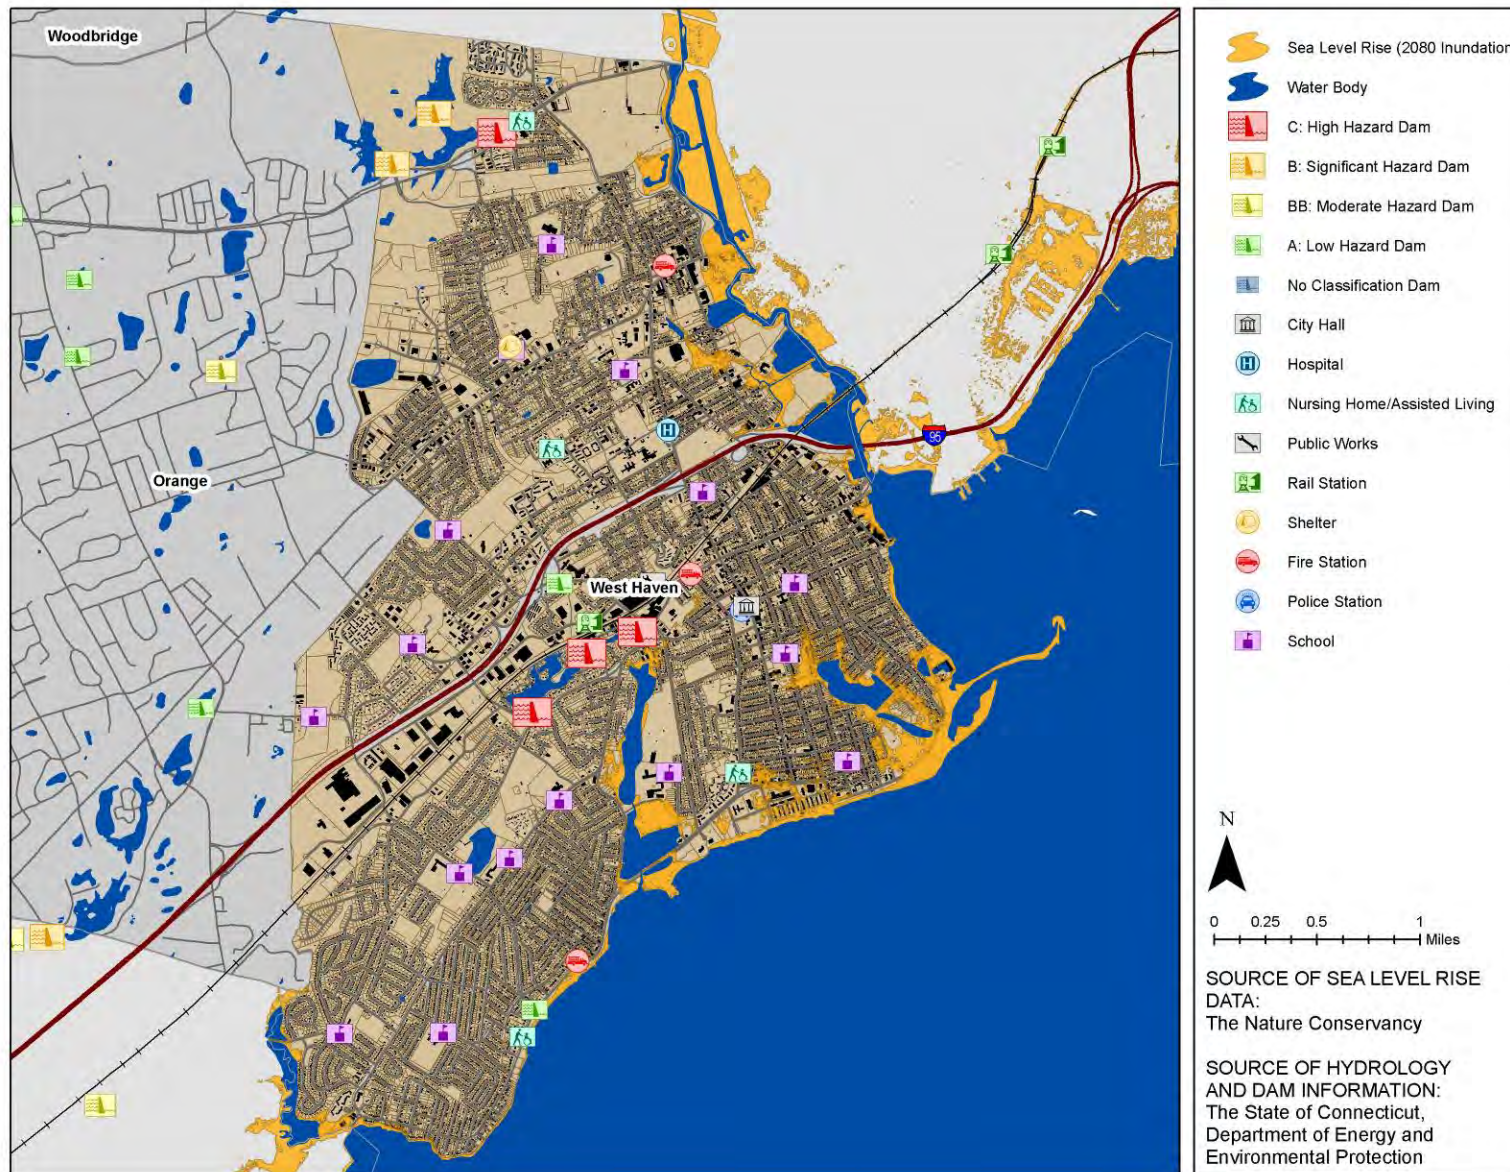 Woodbridge
Orange
West Haven
95
H
Sea Level Rise (2080 Inundation
Water Body
C: High Hazard Dam
B: Significant Hazard Dam
BB: Moderate Hazard Dam
A: Low Hazard Dam
No Classification Dam
City Hall
H
Hospital
Nursing Home/Assisted Living
Public Works
Rail Station
Shelter
Fire Station
Police Station
School
N
0 0.25 0.5 1
Miles
SOURCE OF SEA LEVEL RISE
DATA:
The Nature Conservancy
SOURCE OF HYDROLOGY
AND DAM INFORMATION:
The State of Connecticut,
Department of Energy and
Environmental Protection